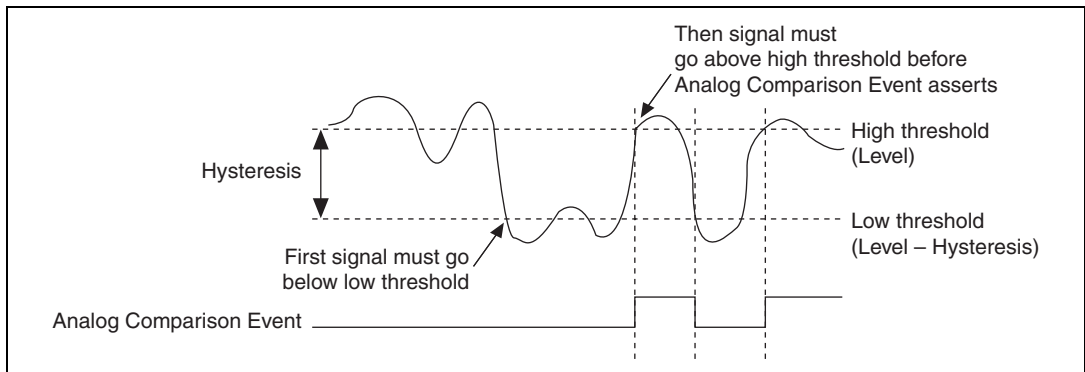 Then signal must
go above high threshold before
Analog Comparison Event asserts
High threshold
(Level)
Hysteresis
Low threshold
(Level – Hysteresis)
First signal must go
below low threshold
Analog Comparison Event